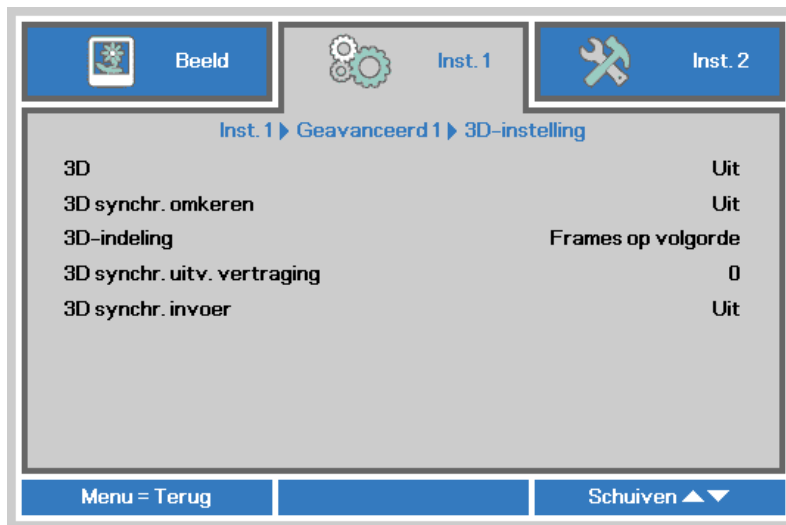 Beeld Inst. 1 Inst. 2
Inst. 1 Geavanceerd 1 3D-instelling
3D Uit
3D synchr. omkeren Uit
3D-indeling Frames op volgorde
3D synchr. uitv. vertraging 0
3D synchr. invoer Uit
Menu = Terug Schuiven ▲▼